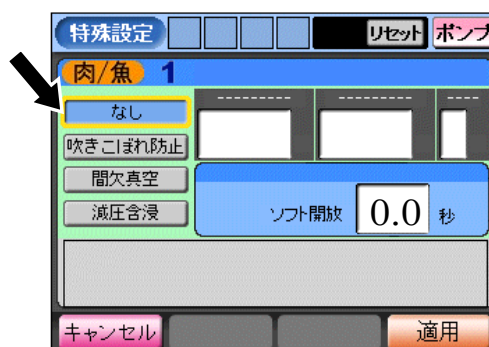 特殊設定 リセット ポンプ
肉/魚 1
なし
---------- ---------- ----
吹きこぼれ防止
間欠真空
減圧含浸
ソフト開放 0.0 秒
キャンセル 適用